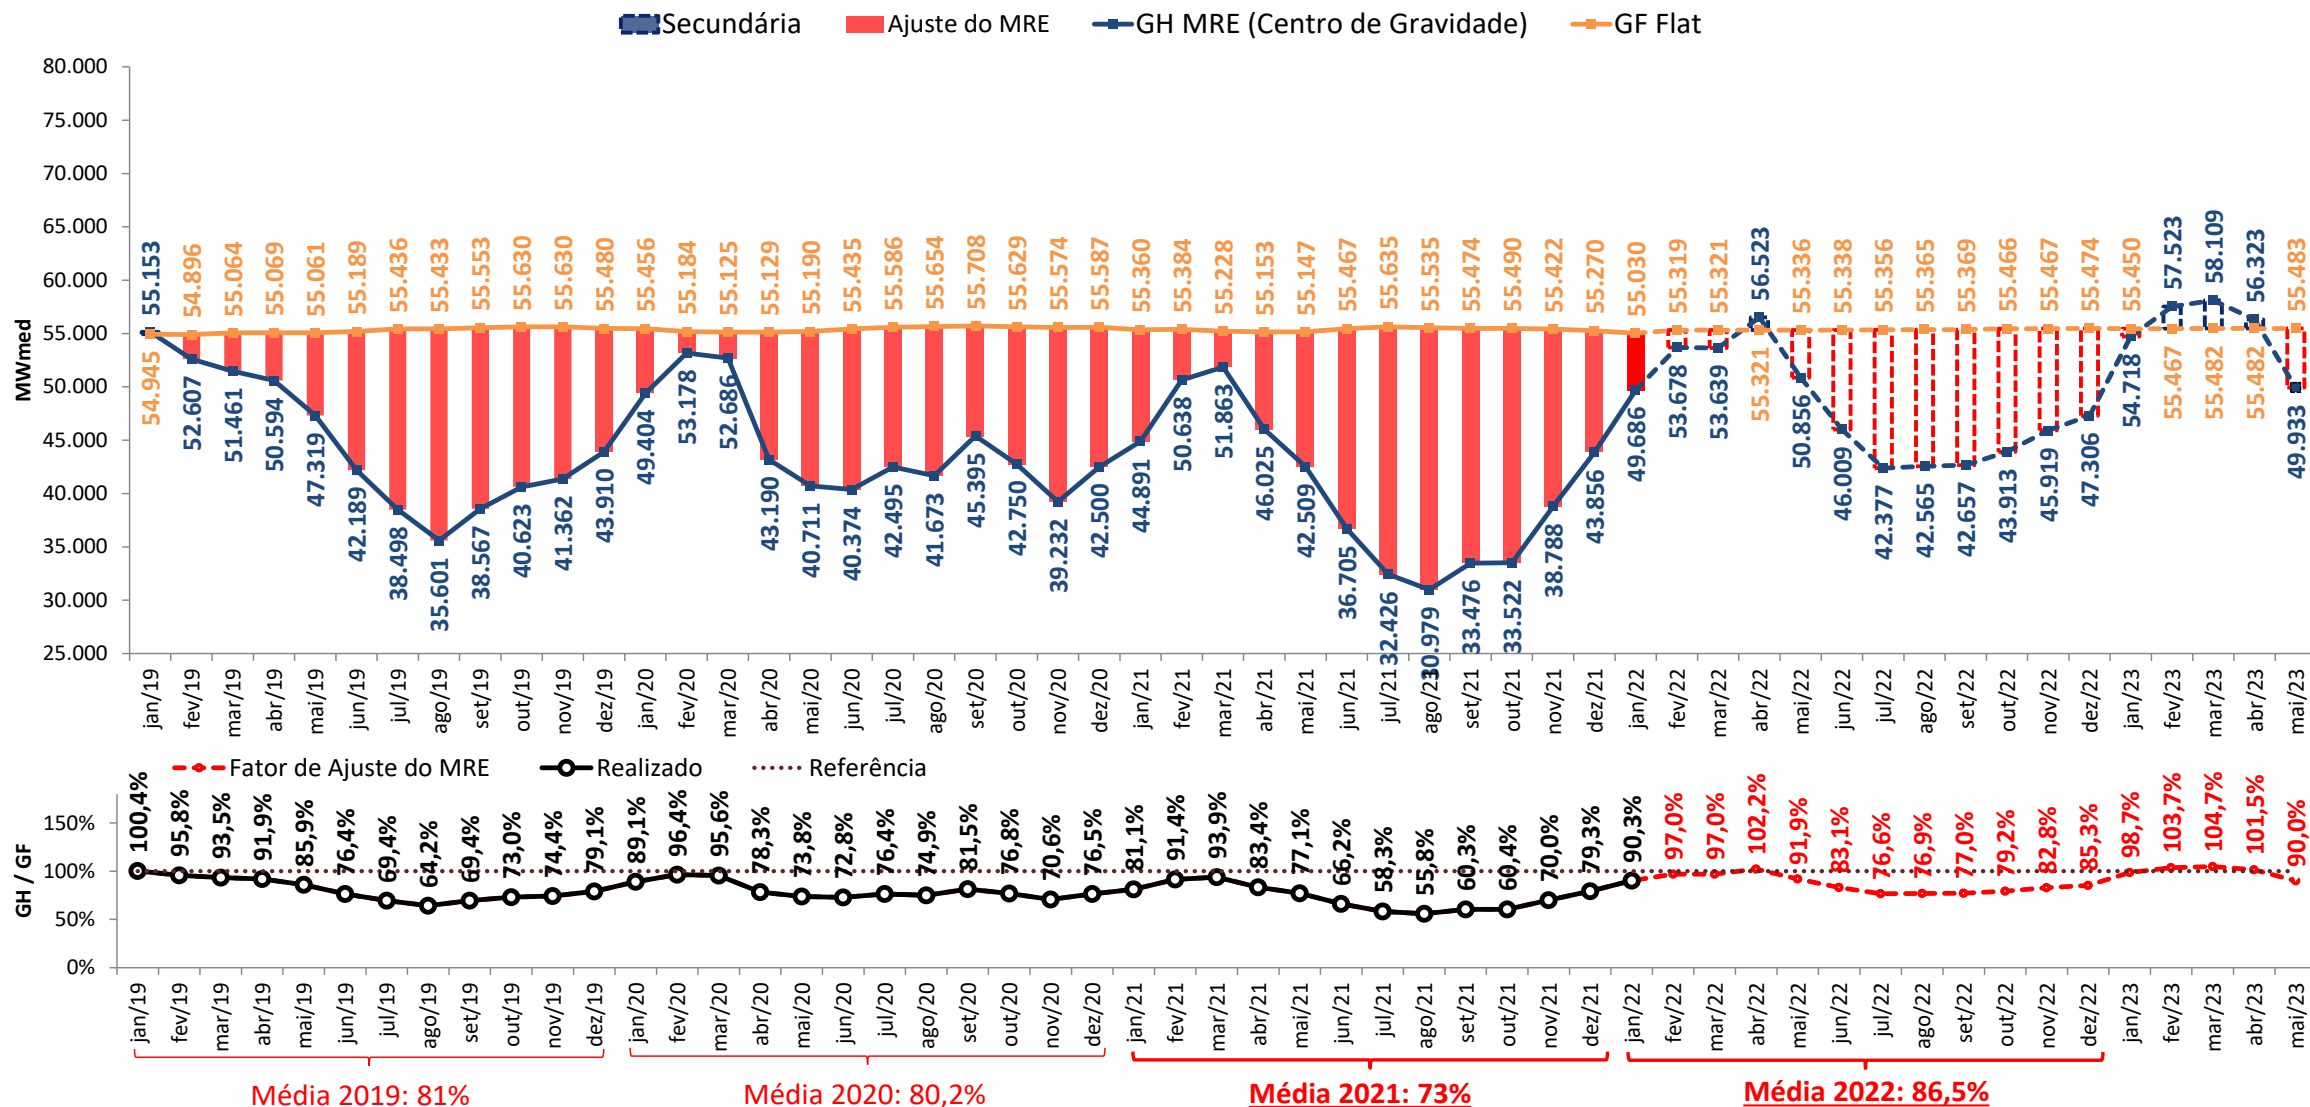 Secundária Ajuste do MRE GH MRE (Centro de Gravidade) GF Flat
MWmed
80.000
75.000
70.000
65.000
60.000
55.000
50.000
45.000
40.000
35.000
30.000
25.000
55.153 54.896 55.064 55.069 55.061 55.189 55.436 55.433 55.553 55.630 55.630 55.480 55.456 55.184 55.125 55.129 55.190 55.435 55.586 55.654 55.708 55.629 55.574 55.587 55.360 55.384 55.228 55.153 55.147 55.467 55.635 55.535 55.474 55.490 55.422 55.270 55.030 55.319 55.321 56.523 55.336 55.338 55.356 55.365 55.369 55.466 55.467 55.474 55.450 57.523 58.109 56.323 55.483
54.945 52.607 51.461 50.594 47.319 42.189 38.498 35.601 38.567 40.623 41.362 43.910 49.404 53.178 52.686 43.190 40.711 40.374 42.495 41.673 45.395 42.750 39.232 42.500 44.891 50.638 51.863 46.025 42.509 36.705 32.426 30.979 33.476 33.522 38.788 43.856 49.686 53.678 53.639 55.321 50.856 46.009 42.377 42.565 42.657 43.913 45.919 47.306 54.718 55.467 55.482 55.482 49.933
jan/19 fev/19 mar/19 abr/19 mai/19 jun/19 jul/19 ago/19 set/19 out/19 nov/19 dez/19 jan/20 fev/20 mar/20 abr/20 mai/20 jun/20 jul/20 ago/20 set/20 out/20 nov/20 dez/20 jan/21 fev/21 mar/21 abr/21 mai/21 jun/21 jul/21 ago/21 set/21 out/21 nov/21 dez/21 jan/22 fev/22 mar/22 abr/22 mai/22 jun/22 jul/22 ago/22 set/22 out/22 nov/22 dez/22 jan/23 fev/23 mar/23 abr/23 mai/23
Fator de Ajuste do MRE Realizado Referência
GH / GF
150%
100%
50%
0%
100,4% 95,8% 93,5% 91,9% 85,9% 76,4% 69,4% 64,2% 69,4% 73,0% 74,4% 79,1% 89,1% 96,4% 95,6% 78,3% 73,8% 72,8% 76,4% 74,9% 81,5% 76,8% 70,6% 76,5% 81,1% 91,4% 93,9% 83,4% 77,1% 66,2% 58,3% 55,8% 60,3% 60,4% 70,0% 79,3% 90,3% 97,0% 97,0% 102,2% 91,9% 83,1% 76,6% 76,9% 77,0% 79,2% 82,8% 85,3% 98,7% 103,7% 104,7% 101,5% 90,0%
jan/19 fev/19 mar/19 abr/19 mai/19 jun/19 jul/19 ago/19 set/19 out/19 nov/19 dez/19 jan/20 fev/20 mar/20 abr/20 mai/20 jun/20 jul/20 ago/20 set/20 out/20 nov/20 dez/20 jan/21 fev/21 mar/21 abr/21 mai/21 jun/21 jul/21 ago/21 set/21 out/21 nov/21 dez/21 jan/22 fev/22 mar/22 abr/22 mai/22 jun/22 jul/22 ago/22 set/22 out/22 nov/22 dez/22 jan/23 fev/23 mar/23 abr/23 mai/23
Média 2019: 81% Média 2020: 80,2% Média 2021: 73% Média 2022: 86,5%